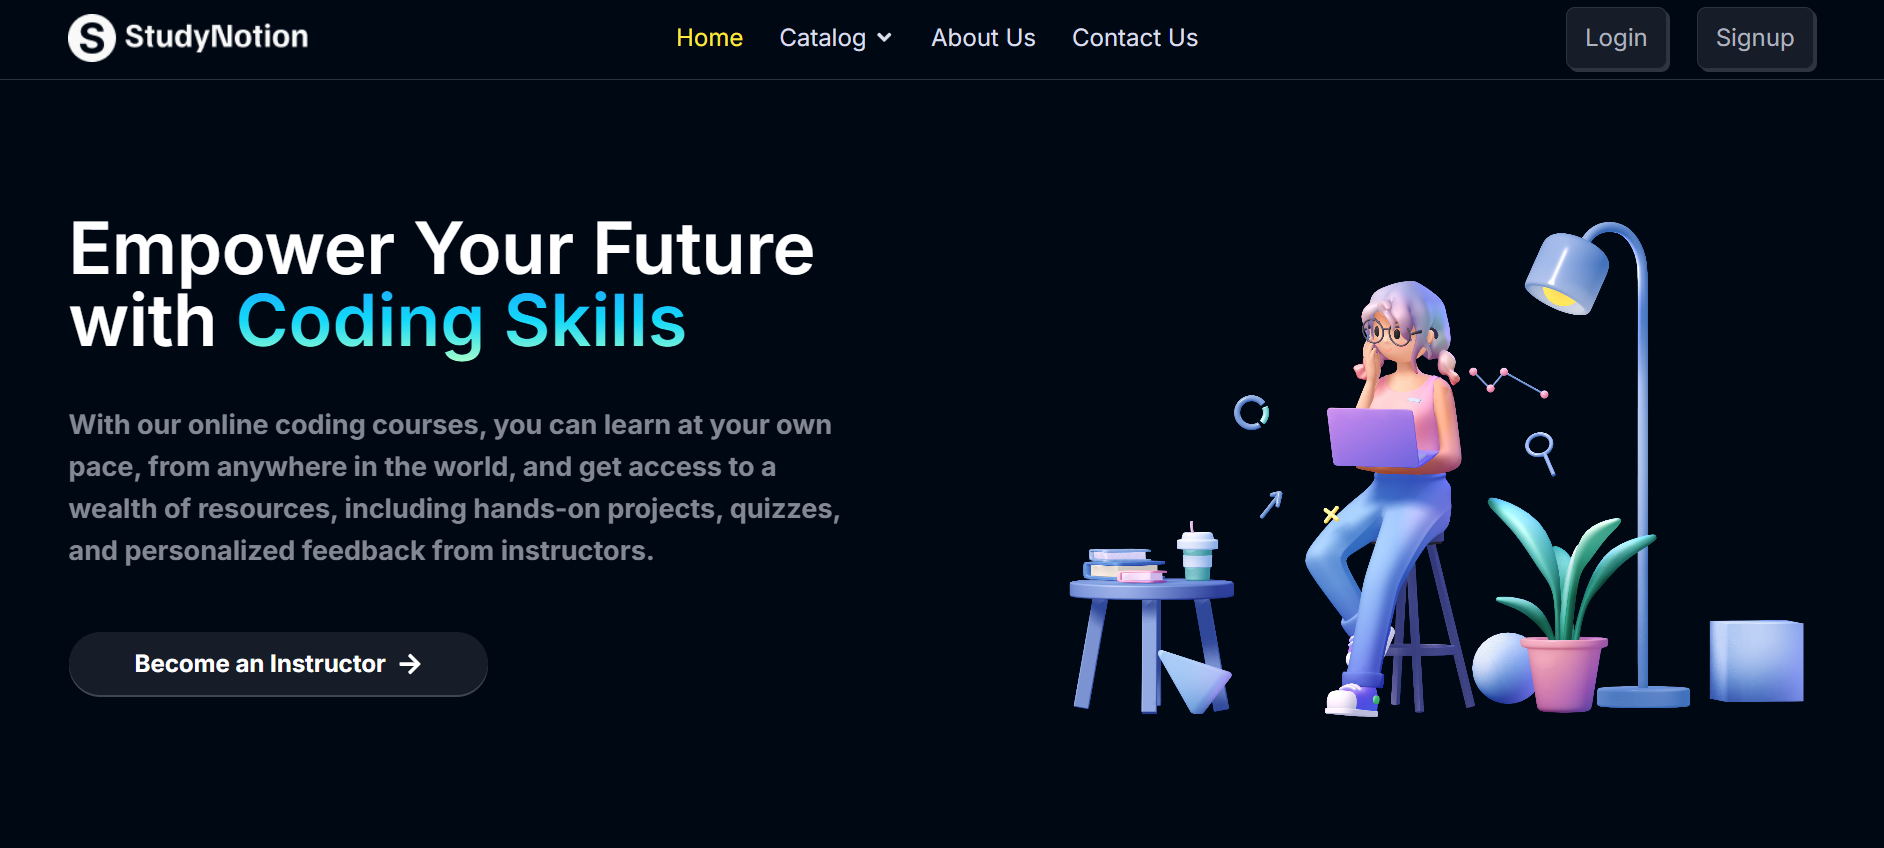 StudyNotion
Home Catalog About Us Contact Us
Login Signup
Empower Your Future
with Coding Skills
With our online coding courses, you can learn at your own
pace, from anywhere in the world, and get access to a
wealth of resources, including hands-on projects, quizzes,
and personalized feedback from instructors.
Become an Instructor